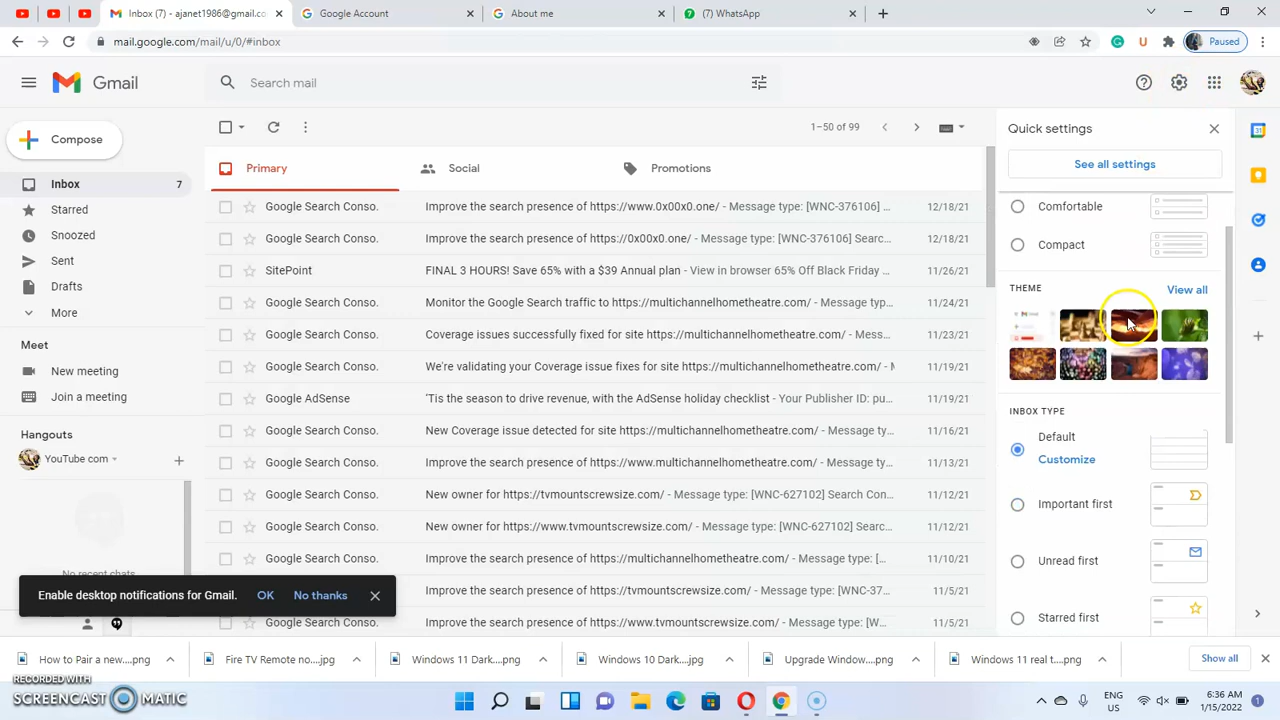 Inbox (7) - ajanet1986@gmail.co
Google Account
About me
(7) WhatsApp
mail.google.com/mail/u/0/#inbox
Paused
Gmail
Search mail
Compose
1–50 of 99
Quick settings
See all settings
Inbox 7
Starred
Snoozed
Sent
Drafts
More
Meet
New meeting
Join a meeting
Hangouts
YouTube com
No recent chats
Primary
Social
Promotions
Google Search Conso. Improve the search presence of https://www.0x00x0.one/ - Message type: [WNC-376106] ... 12/18/21
Google Search Conso. Improve the search presence of https://0x00x0.one/ - Message type: [WNC-376106] Searc... 12/18/21
SitePoint FINAL 3 HOURS! Save 65% with a $39 Annual plan - View in browser 65% Off Black Friday ... 11/26/21
Google Search Conso. Monitor the Google Search traffic to https://multichannelhometheatre.com/ - Message typ... 11/24/21
Google Search Conso. Coverage issues successfully fixed for site https://multichannelhometheatre.com/ - Messa... 11/23/21
Google Search Conso. We're validating your Coverage issue fixes for site https://multichannelhometheatre.com/ - 11/19/21
Google AdSense 'Tis the season to drive revenue, with the AdSense holiday checklist - Your Publisher ID: pu... 11/19/21
Google Search Conso. New Coverage issue detected for site https://multichannelhometheatre.com/ - Message t... 11/16/21
Google Search Conso. Improve the search presence of https://www.multichannelhometheatre.com/ - Message ty... 11/13/21
Google Search Conso. New owner for https://tvmountscrewsize.com/ - Message type: [WNC-627102] Search Con... 11/12/21
Google Search Conso. New owner for https://www.tvmountscrewsize.com/ - Message type: [WNC-627102] Searc... 11/12/21
Google Search Conso. Improve the search presence of https://multichannelhometheatre.com/ - Message type: [... 11/10/21
Google Search Conso. Improve the search presence of https://tvmountscrewsize.com/ - Message type: [WNC-37... 11/5/21
Google Search Conso. Improve the search presence of https://www.tvmountscrewsize.com/ - Message type: [W... 11/5/21
Comfortable
Compact
THEME
View all
INBOX TYPE
Default
Customize
Important first
Unread first
Starred first
Enable desktop notifications for Gmail. OK No thanks
How to Pair a new....png
Fire TV Remote no....jpg
Windows 11 Dark....png
Windows 10 Dark....jpg
Upgrade Window....png
Windows 11 real t....png
Show all
RECORDED WITH
SCREENCAST MATIC
ENG
US
6:36 AM
1/15/2022
1